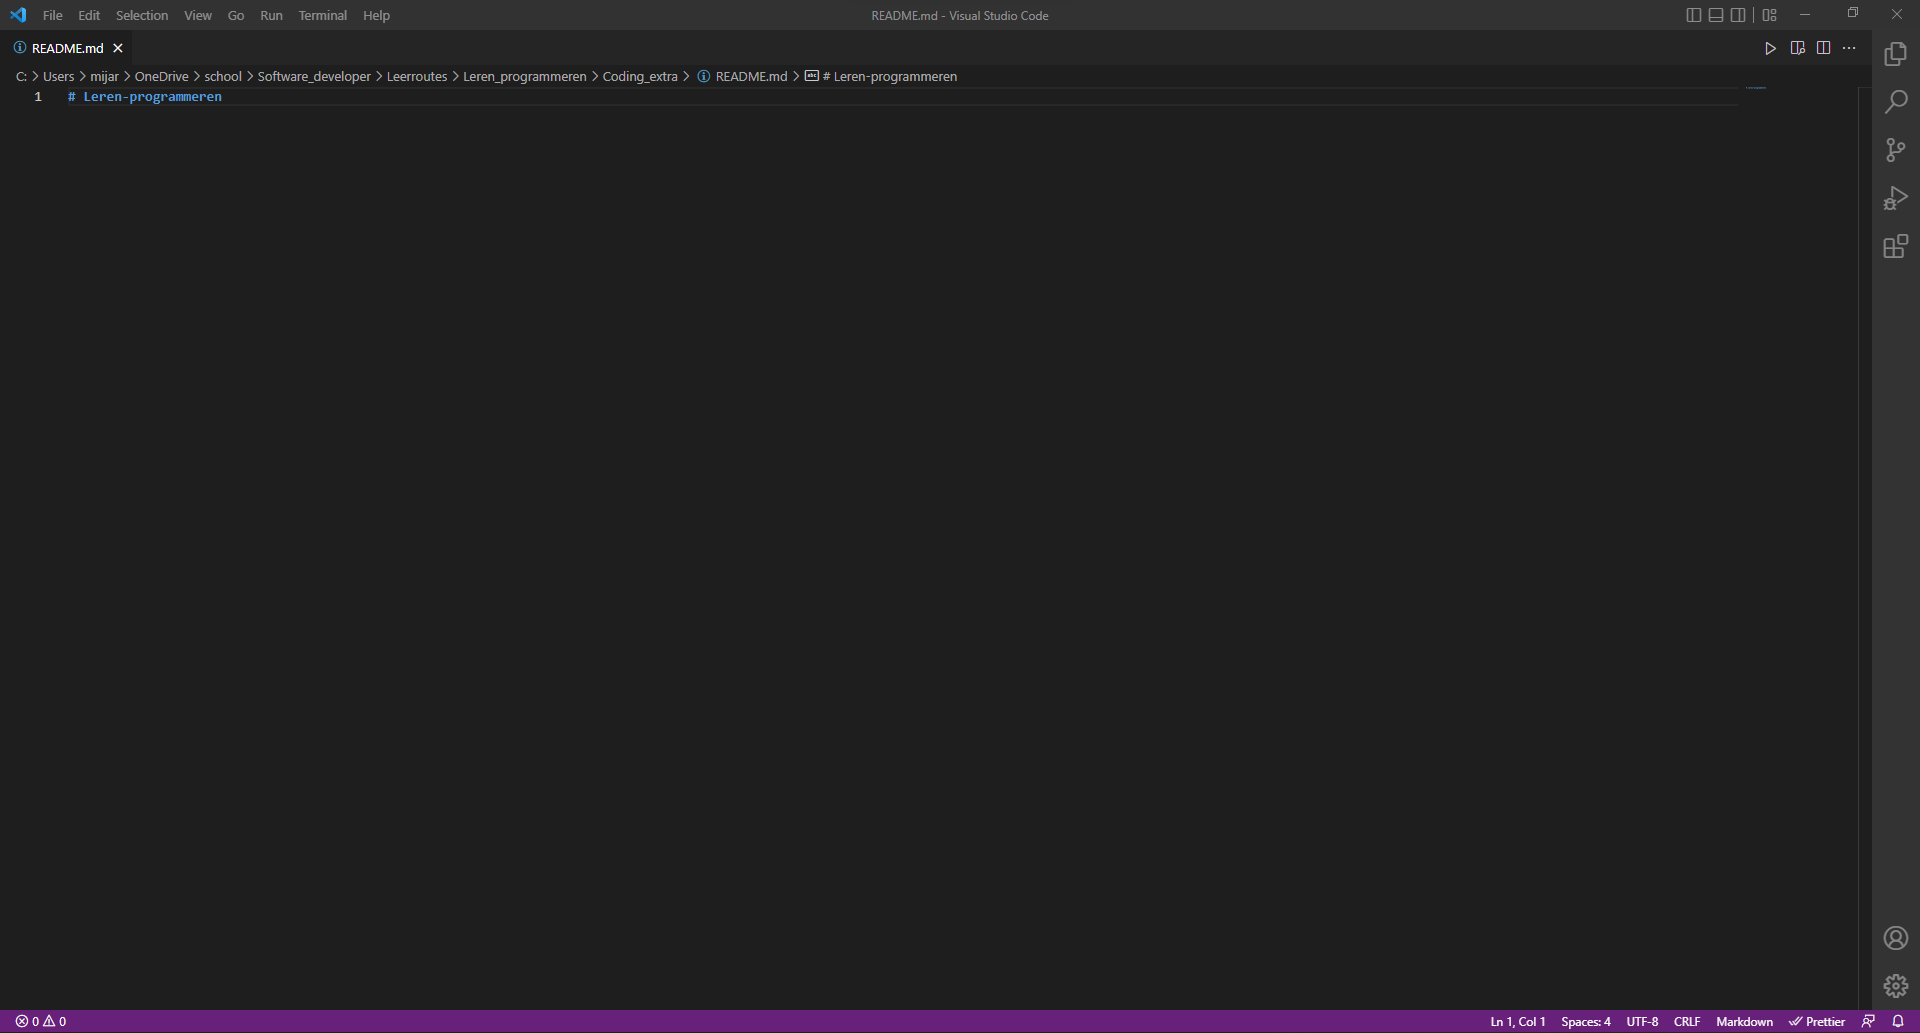 File Edit Selection View Go Run Terminal Help
README.md - Visual Studio Code
README.md
C: > Users > mijar > OneDrive > school > Software_developer > Leerroutes > Leren_programmeren > Coding_extra > README.md > # Leren-programmeren
1 # Leren-programmeren
0 0
Ln 1, Col 1 Spaces: 4 UTF-8 CRLF Markdown Prettier